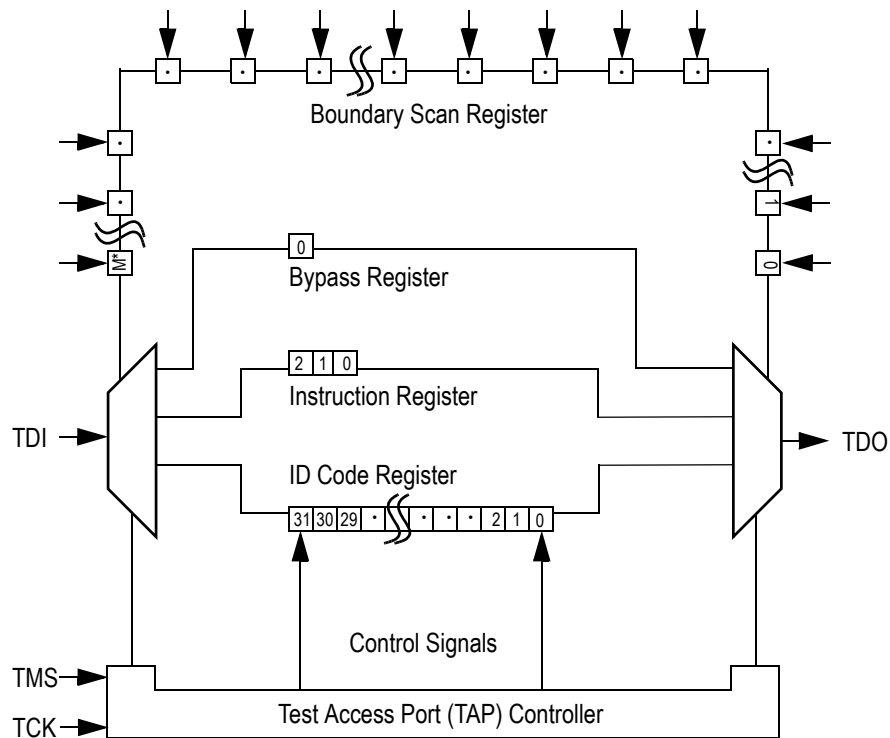 · · · · · · · ·
Boundary Scan Register
· ·
· 1
M* 0
0
Bypass Register
2 1 0
Instruction Register
TDI
TDO
ID Code Register
31 30 29 · · · · 2 1 0
Control Signals
TMS
Test Access Port (TAP) Controller
TCK